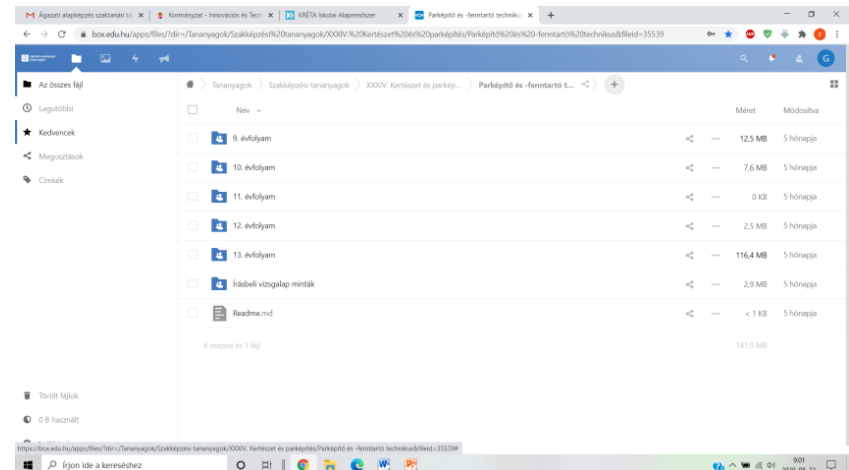 Ágazati alapképzés szaktanári tá
Kormányzat - Innovációs és Tech
KRÉTA Iskolai Alaprendszer
Parképítő és -fenntartó techniku
box.edu.hu/apps/files/?dir=/Tananyagok/Szakképzési%20tananyagok/XXXIV.%20Kertészet%20és%20parképítés/Parképítő%20és%20-fenntartó%20technikus&fileid=35539
G
Az összes fájl
Tananyagok
Szakképzési tananyagok
XXXIV. Kertészet és parkép...
Parképítő és -fenntartó t...
Legutóbbi
Név
Méret
Módosítva
Kedvencek
9. évfolyam
12,5 MB
5 hónapja
Megosztások
10. évfolyam
7,6 MB
5 hónapja
Címkék
11. évfolyam
0 KB
5 hónapja
12. évfolyam
2,5 MB
5 hónapja
13. évfolyam
116,4 MB
5 hónapja
Írásbeli vizsgalap minták
2,9 MB
5 hónapja
Readme.md
< 1 KB
5 hónapja
6 mappa és 1 fájl
141,9 MB
Törölt fájlok
0 B használt
https://box.edu.hu/apps/files/?dir=/Tananyagok/Szakképzési tananyagok/XXXIV. Kertészet és parképítés/Parképítő és -fenntartó technikus&fileid=35539#
Írjon ide a kereséshez
9:01